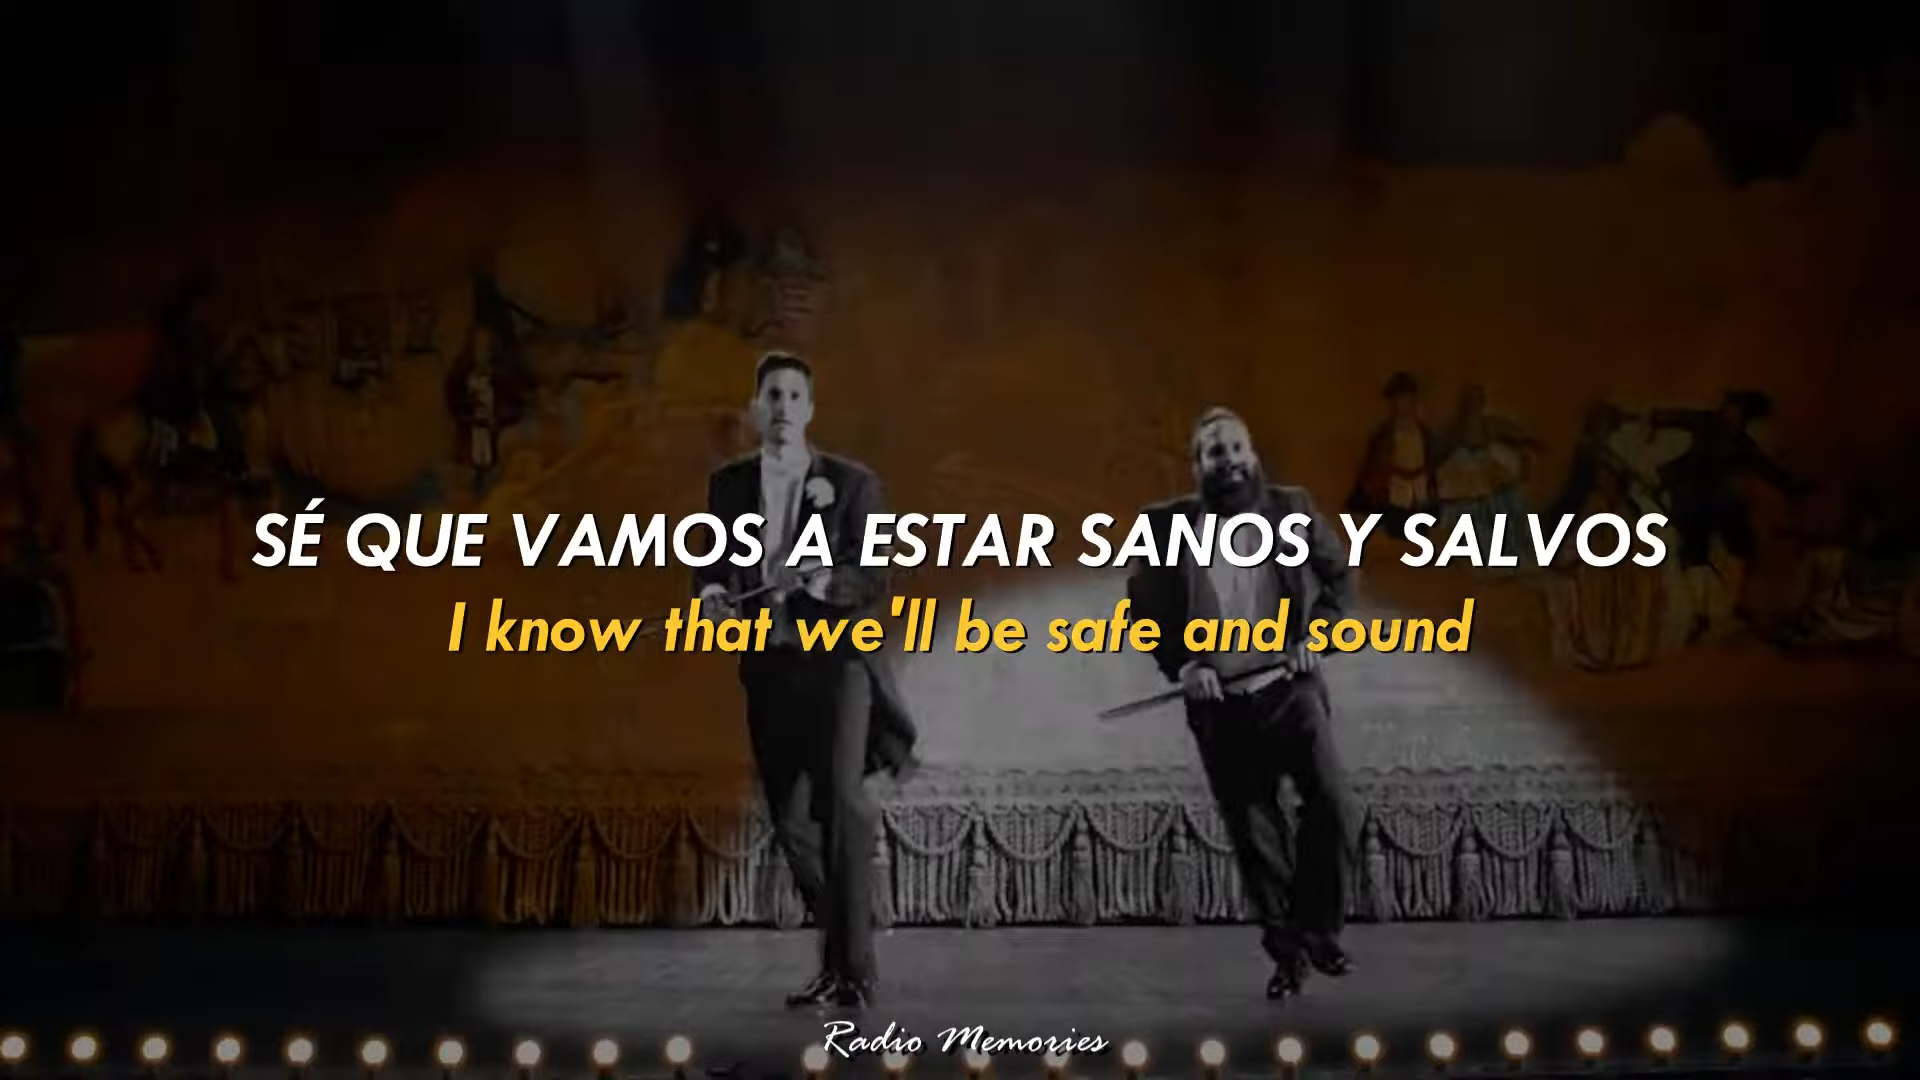 SÉ QUE VAMOS A ESTAR SANOS Y SALVOS
I know that we'll be safe and sound
Radio Memories